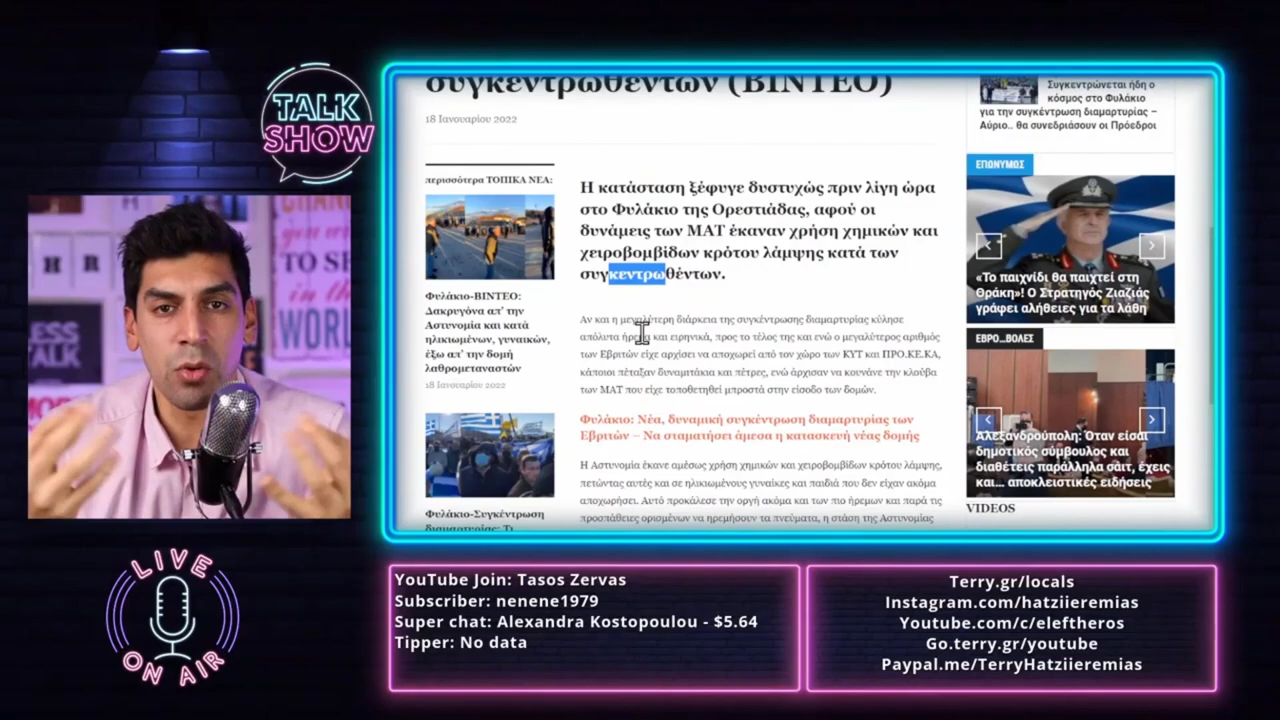 TALK
SHOW
συγκεντρωθέντων (ΒΙΝΤΕΟ)
18 Ιανουαρίου 2022
περισσότερα ΤΟΠΙΚΑ ΝΕΑ:
Φυλάκιο-ΒΙΝΤΕΟ:
Δακρυγόνα απ' την
Αστυνομία και κατά
ηλικιωμένων, γυναικών,
έξω απ' την δομή
λαθρομεταναστών
18 Ιανουαρίου 2022
Φυλάκιο-Συγκέντρωση
διαμαρτυρίας: Τι
Η κατάσταση ξέφυγε δυστυχώς πριν λίγη ώρα
στο Φυλάκιο της Ορεστιάδας, αφού οι
δυνάμεις των ΜΑΤ έκαναν χρήση χημικών και
χειροβομβίδων κρότου λάμψης κατά των
συγκεντρωθέντων.
Αν και η μεγαλύτερη διάρκεια της συγκέντρωσης διαμαρτυρίας κύλησε
απόλυτα ήρεμα και ειρηνικά, προς το τέλος της και ενώ ο μεγαλύτερος αριθμός
των Εβριτών είχε αρχίσει να αποχωρεί από τον χώρο των ΚΥΤ και ΠΡΟ.ΚΕ.ΚΑ,
κάποιοι πέταξαν δυναμιτάκια και πέτρες, ενώ άρχισαν να κουνάνε την κλούβα
των ΜΑΤ που είχε τοποθετηθεί μπροστά στην είσοδο των δομών.
Φυλάκιο: Νέα, δυναμική συγκέντρωση διαμαρτυρίας των
Εβριτών – Να σταματήσει άμεσα η κατασκευή νέας δομής
Η Αστυνομία έκανε αμέσως χρήση χημικών και χειροβομβίδων κρότου λάμψης,
πετώντας αυτές και σε ηλικιωμένους γυναίκες και παιδιά που δεν είχαν ακόμα
αποχωρήσει. Αυτό προκάλεσε την οργή ακόμα και των πιο ήρεμων και παρά τις
προσπάθειες ορισμένων να ηρεμήσουν τα πνεύματα, η στάση της Αστυνομίας
Συγκεντρώνεται ήδη ο
κόσμος στο Φυλάκιο
για την συγκέντρωση διαμαρτυρίας –
Αύριο.. θα συνεδριάσουν οι Πρόεδροι
ΕΠΩΝΥΜΟΣ
«Το παιχνίδι θα παιχτεί στη
Θράκη»! Ο Στρατηγός Ζιαζιάς
γράφει αλήθειες για τα λάθη
ΕΒΡΟ...ΒΟΛΕΣ
Αλεξανδρούπολη: Όταν είσαι
δημοτικός σύμβουλος και
διαθέτεις παράλληλα σάιτ, έχεις
και... αποκλειστικές ειδήσεις
VIDEOS
LIVE
ON AIR
YouTube Join: Tasos Zervas
Subscriber: nenene1979
Super chat: Alexandra Kostopoulou - $5.64
Tipper: No data
Terry.gr/locals
Instagram.com/hatziieremias
Youtube.com/c/eleftheros
Go.terry.gr/youtube
Paypal.me/TerryHatziieremias